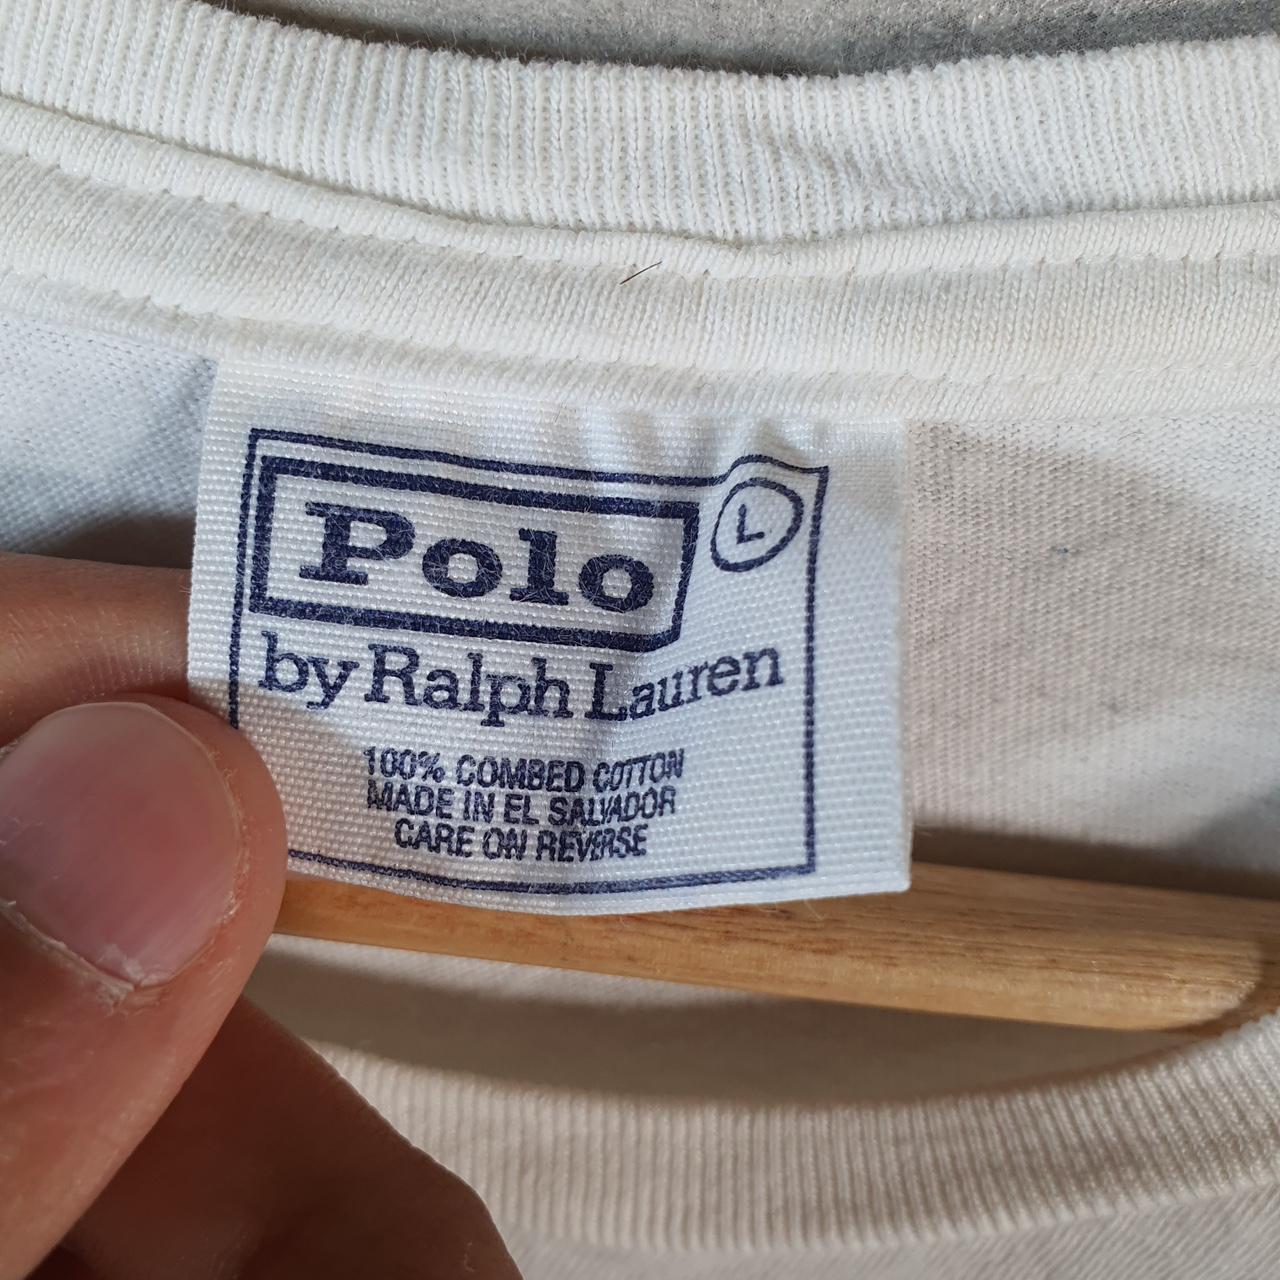 Polo
L
by Ralph Lauren
100% COMBED COTTON
MADE IN EL SALVADOR
CARE ON REVERSE